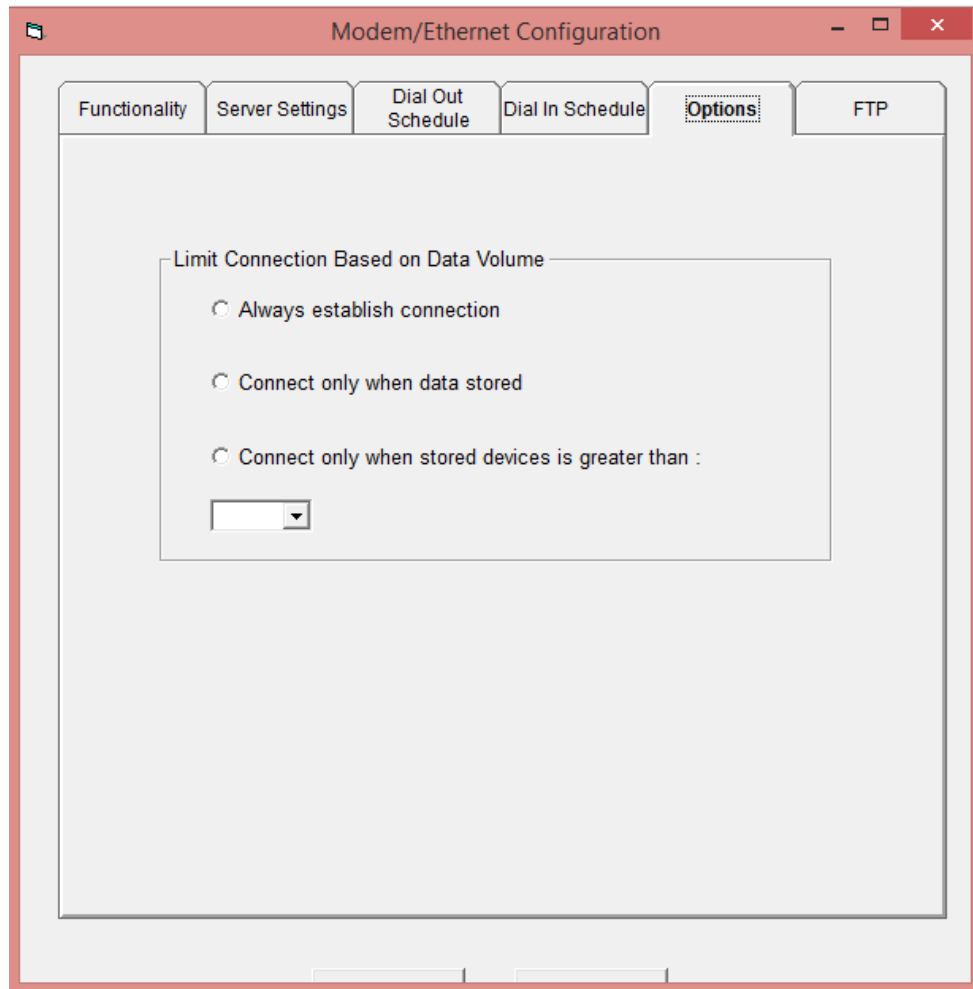 Modem/Ethernet Configuration
Functionality
Server Settings
Dial Out
Schedule
Dial In Schedule
Options
FTP
Limit Connection Based on Data Volume
Always establish connection
Connect only when data stored
Connect only when stored devices is greater than :